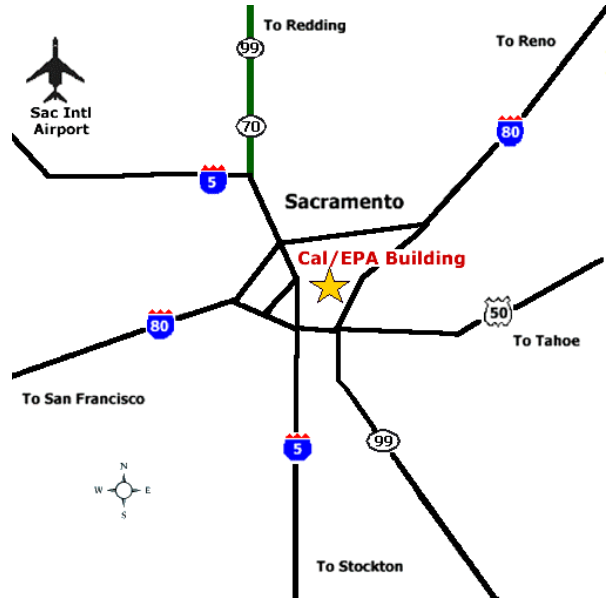 To Redding
99
To Reno
Sac Intl
Airport
70
80
5
Sacramento
Cal/EPA Building
50
80
To Tahoe
To San Francisco
99
5
N
W E
S
To Stockton